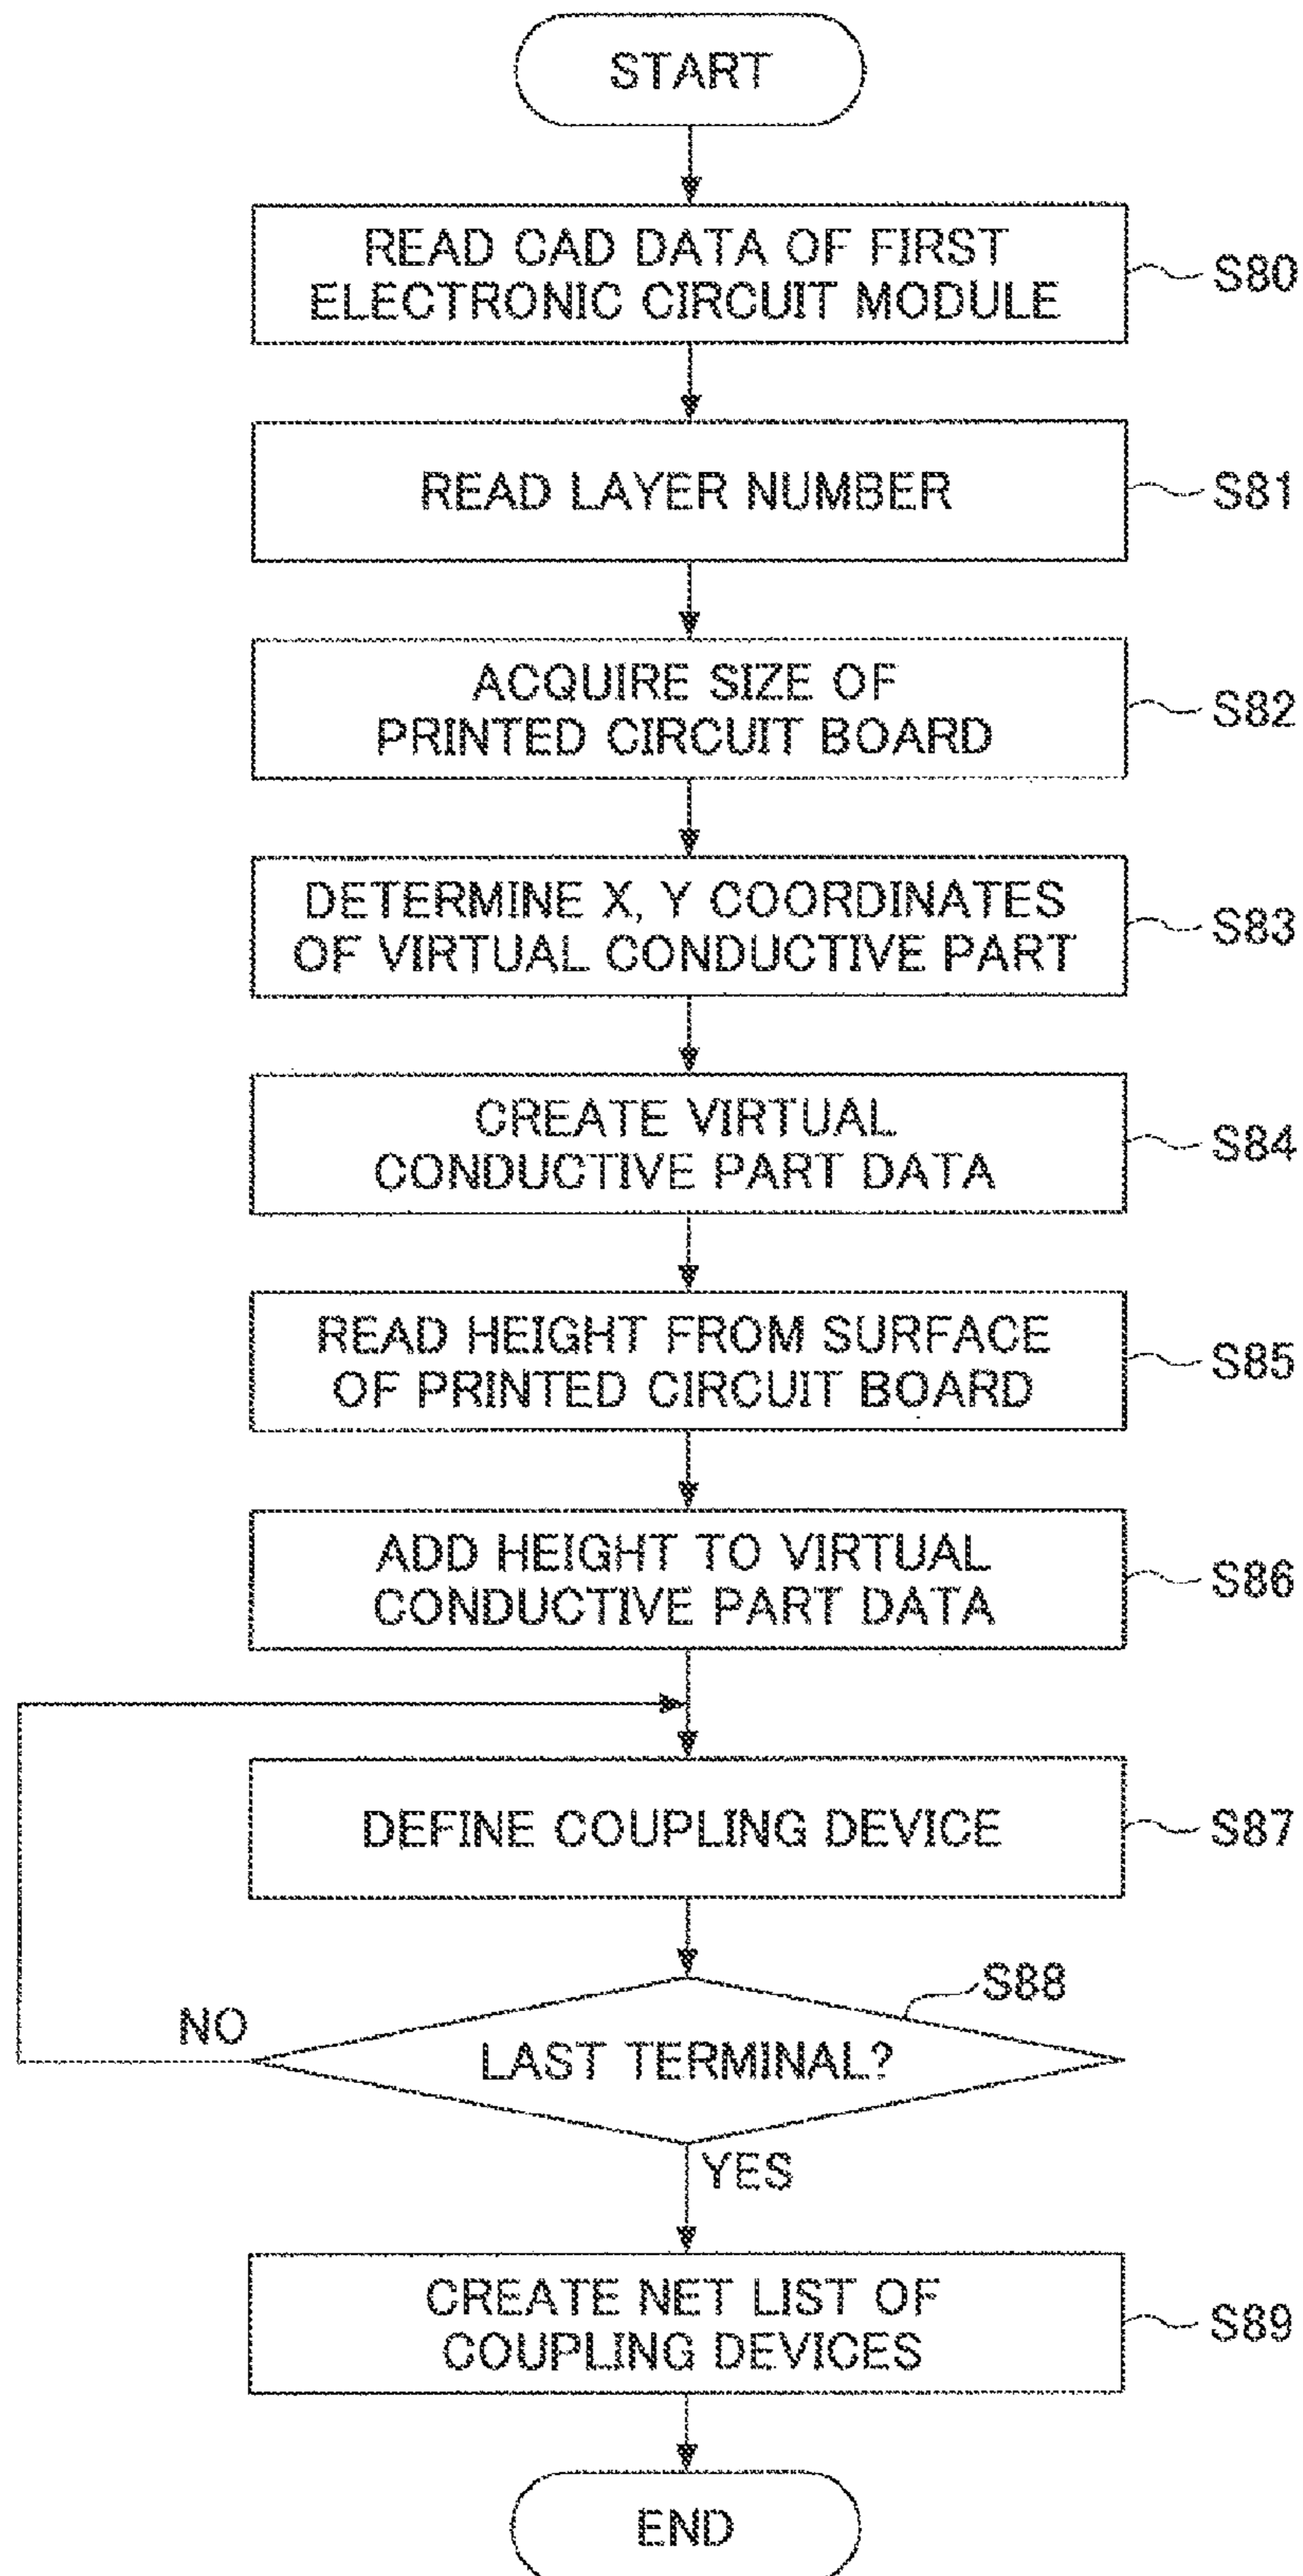 START
READ CAD DATA OF FIRST
ELECTRONIC CIRCUIT MODULE
S80
READ LAYER NUMBER
S81
ACQUIRE SIZE OF
PRINTED CIRCUIT BOARD
S82
DETERMINE X, Y COORDINATES
OF VIRTUAL CONDUCTIVE PART
S83
CREATE VIRTUAL
CONDUCTIVE PART DATA
S84
READ HEIGHT FROM SURFACE
OF PRINTED CIRCUIT BOARD
S85
ADD HEIGHT TO VIRTUAL
CONDUCTIVE PART DATA
S86
DEFINE COUPLING DEVICE
S87
S88
NO
LAST TERMINAL?
YES
CREATE NET LIST OF
COUPLING DEVICES
S89
END